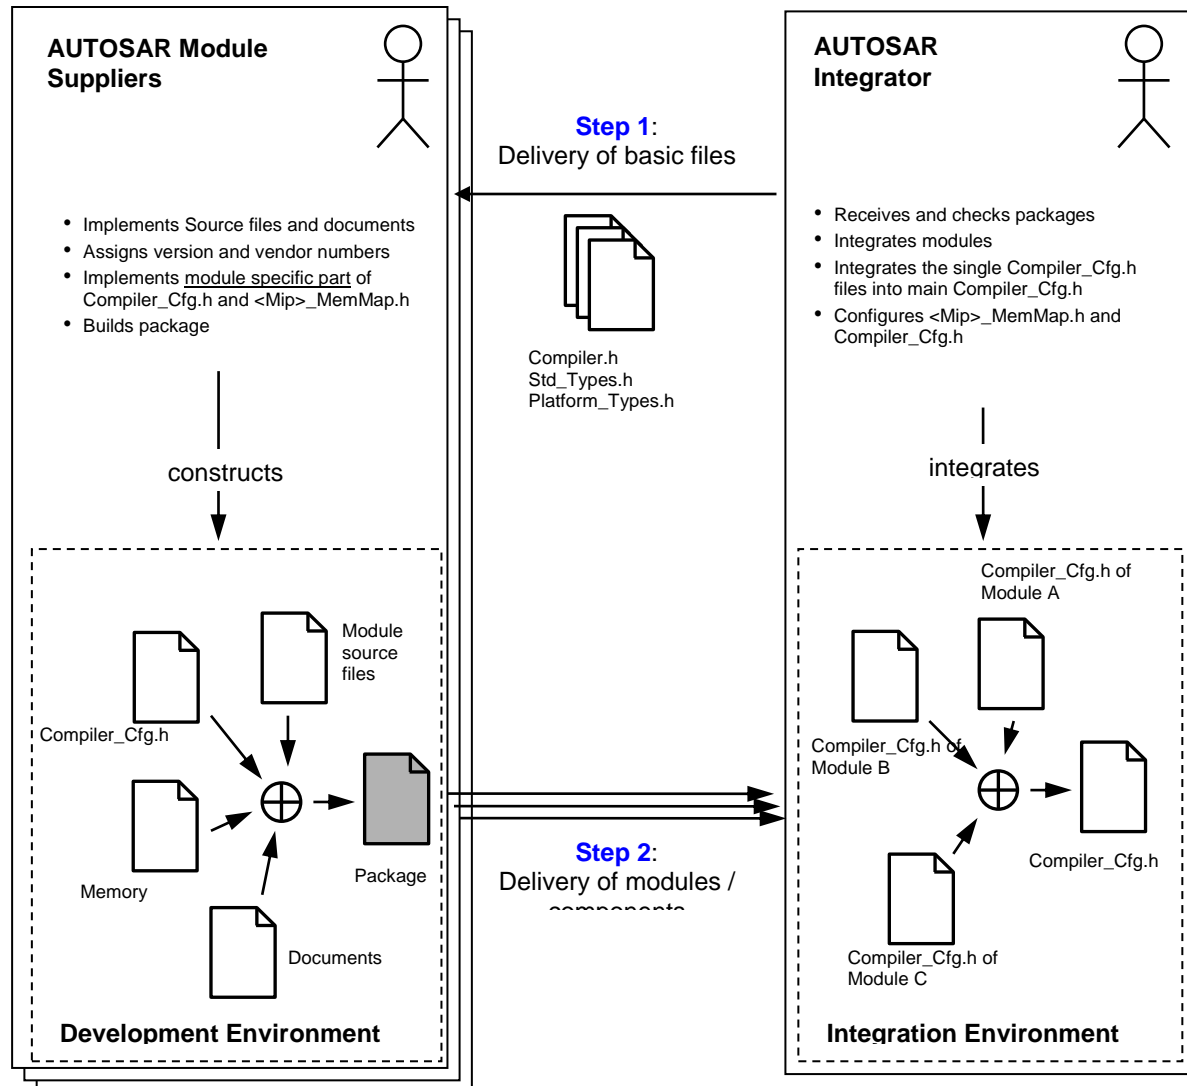 AUTOSAR Module
Suppliers
• Implements Source files and documents
• Assigns version and vendor numbers
• Implements module specific part of
Compiler_Cfg.h and <Mip>_MemMap.h
• Builds package
constructs
Module
source
files
Compiler_Cfg.h
Memory
Package
Documents
Development Environment
Step 1:
Delivery of basic files
Compiler.h
Std_Types.h
Platform_Types.h
Step 2:
Delivery of modules /
components
AUTOSAR
Integrator
• Receives and checks packages
• Integrates modules
• Integrates the single Compiler_Cfg.h
files into main Compiler_Cfg.h
• Configures <Mip>_MemMap.h and
Compiler_Cfg.h
integrates
Compiler_Cfg.h of
Module A
Compiler_Cfg.h of
Module B
Compiler_Cfg.h
Compiler_Cfg.h of
Module C
Integration Environment